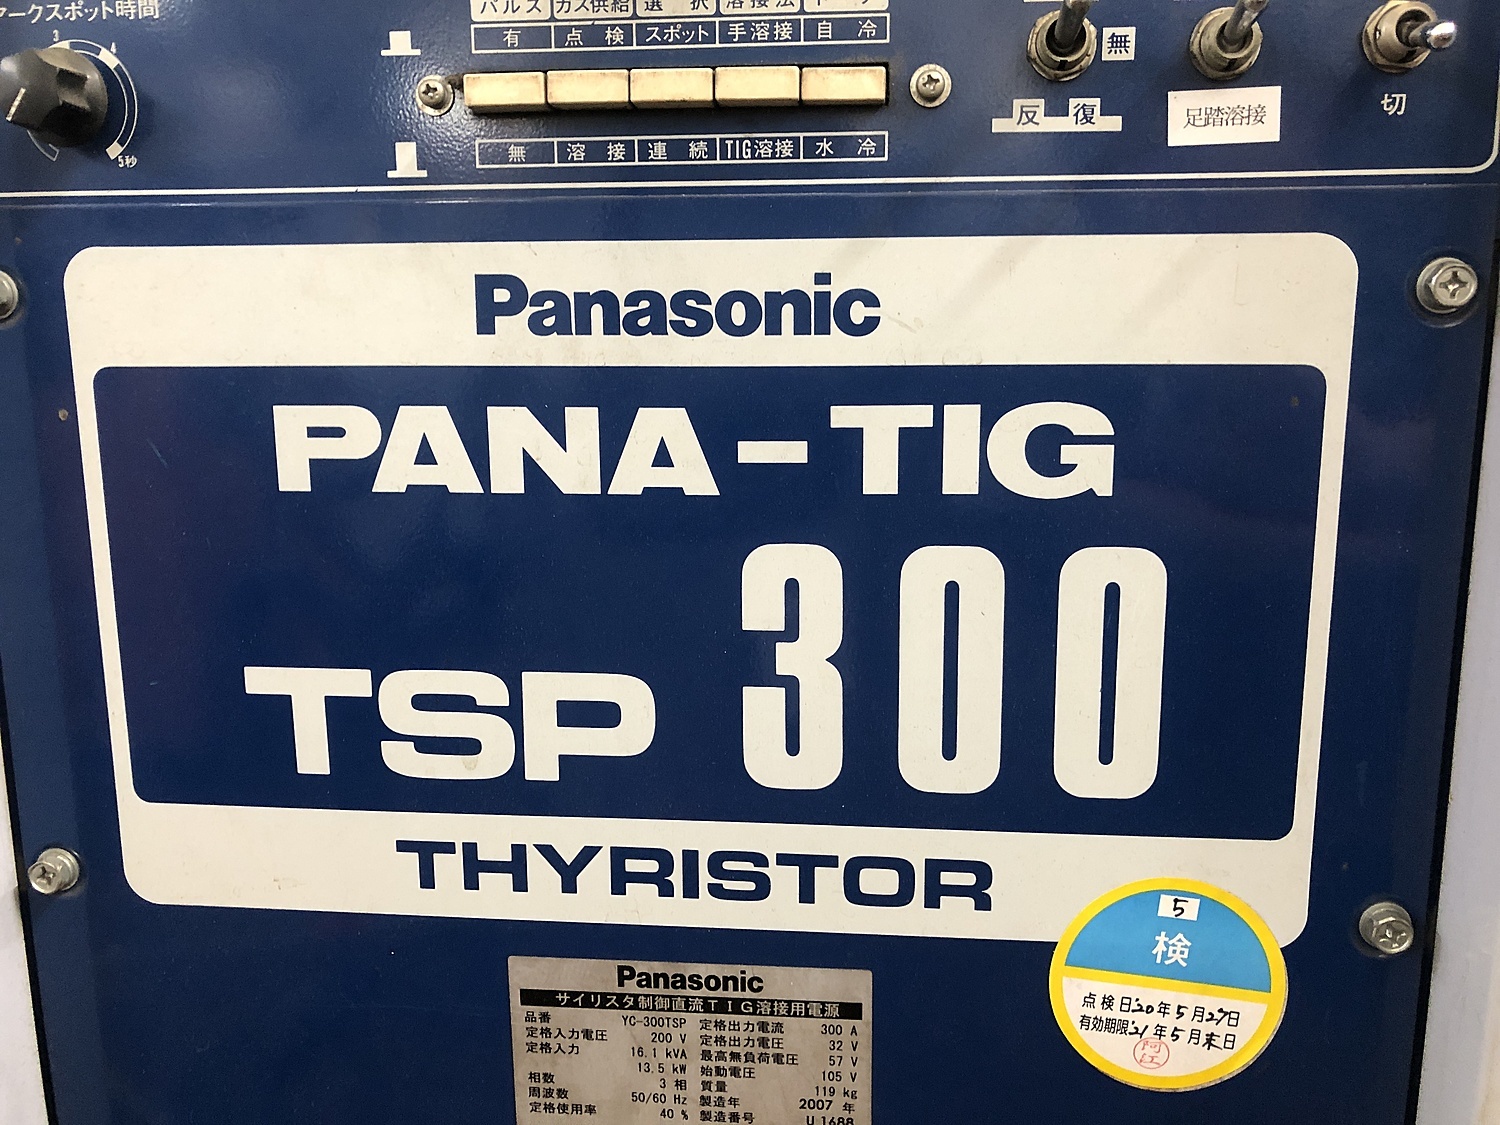 アークスポット時間
3 4
5秒
パルス ガス供給 選択 溶接法
有 点検 スポット 手溶接 自冷
無 溶接 連続 TIG溶接 水冷
無
反復
足踏溶接
切
Panasonic
PANA-TIG
TSP 300
THYRISTOR
5
検
点検日'20年5月27日
有効期限'21年5月末日
阿江
Panasonic
サイリスタ制御直流TIG溶接用電源
品番 YC-300TSP 定格出力電流 300 A
定格入力電圧 200 V 定格出力電圧 32 V
定格入力 16.1 kVA 最高無負荷電圧 57 V
13.5 kW 始動電圧 105 V
相数 3 相 質量 119 kg
周波数 50/60 Hz 製造年 2007 年
定格使用率 40 % 製造番号 U 1688